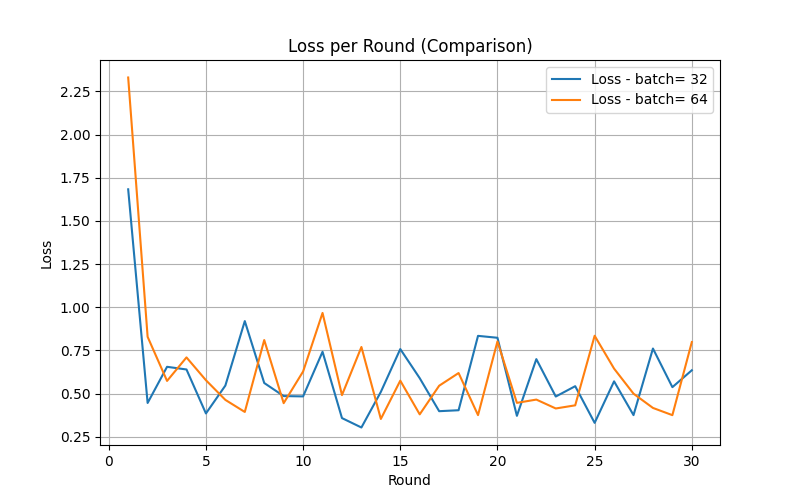 Loss per Round (Comparison)
Loss - batch= 32
Loss - batch= 64
2.25
2.00
1.75
1.50
1.25
1.00
0.75
0.50
0.25
Loss
0 5 10 15 20 25 30
Round